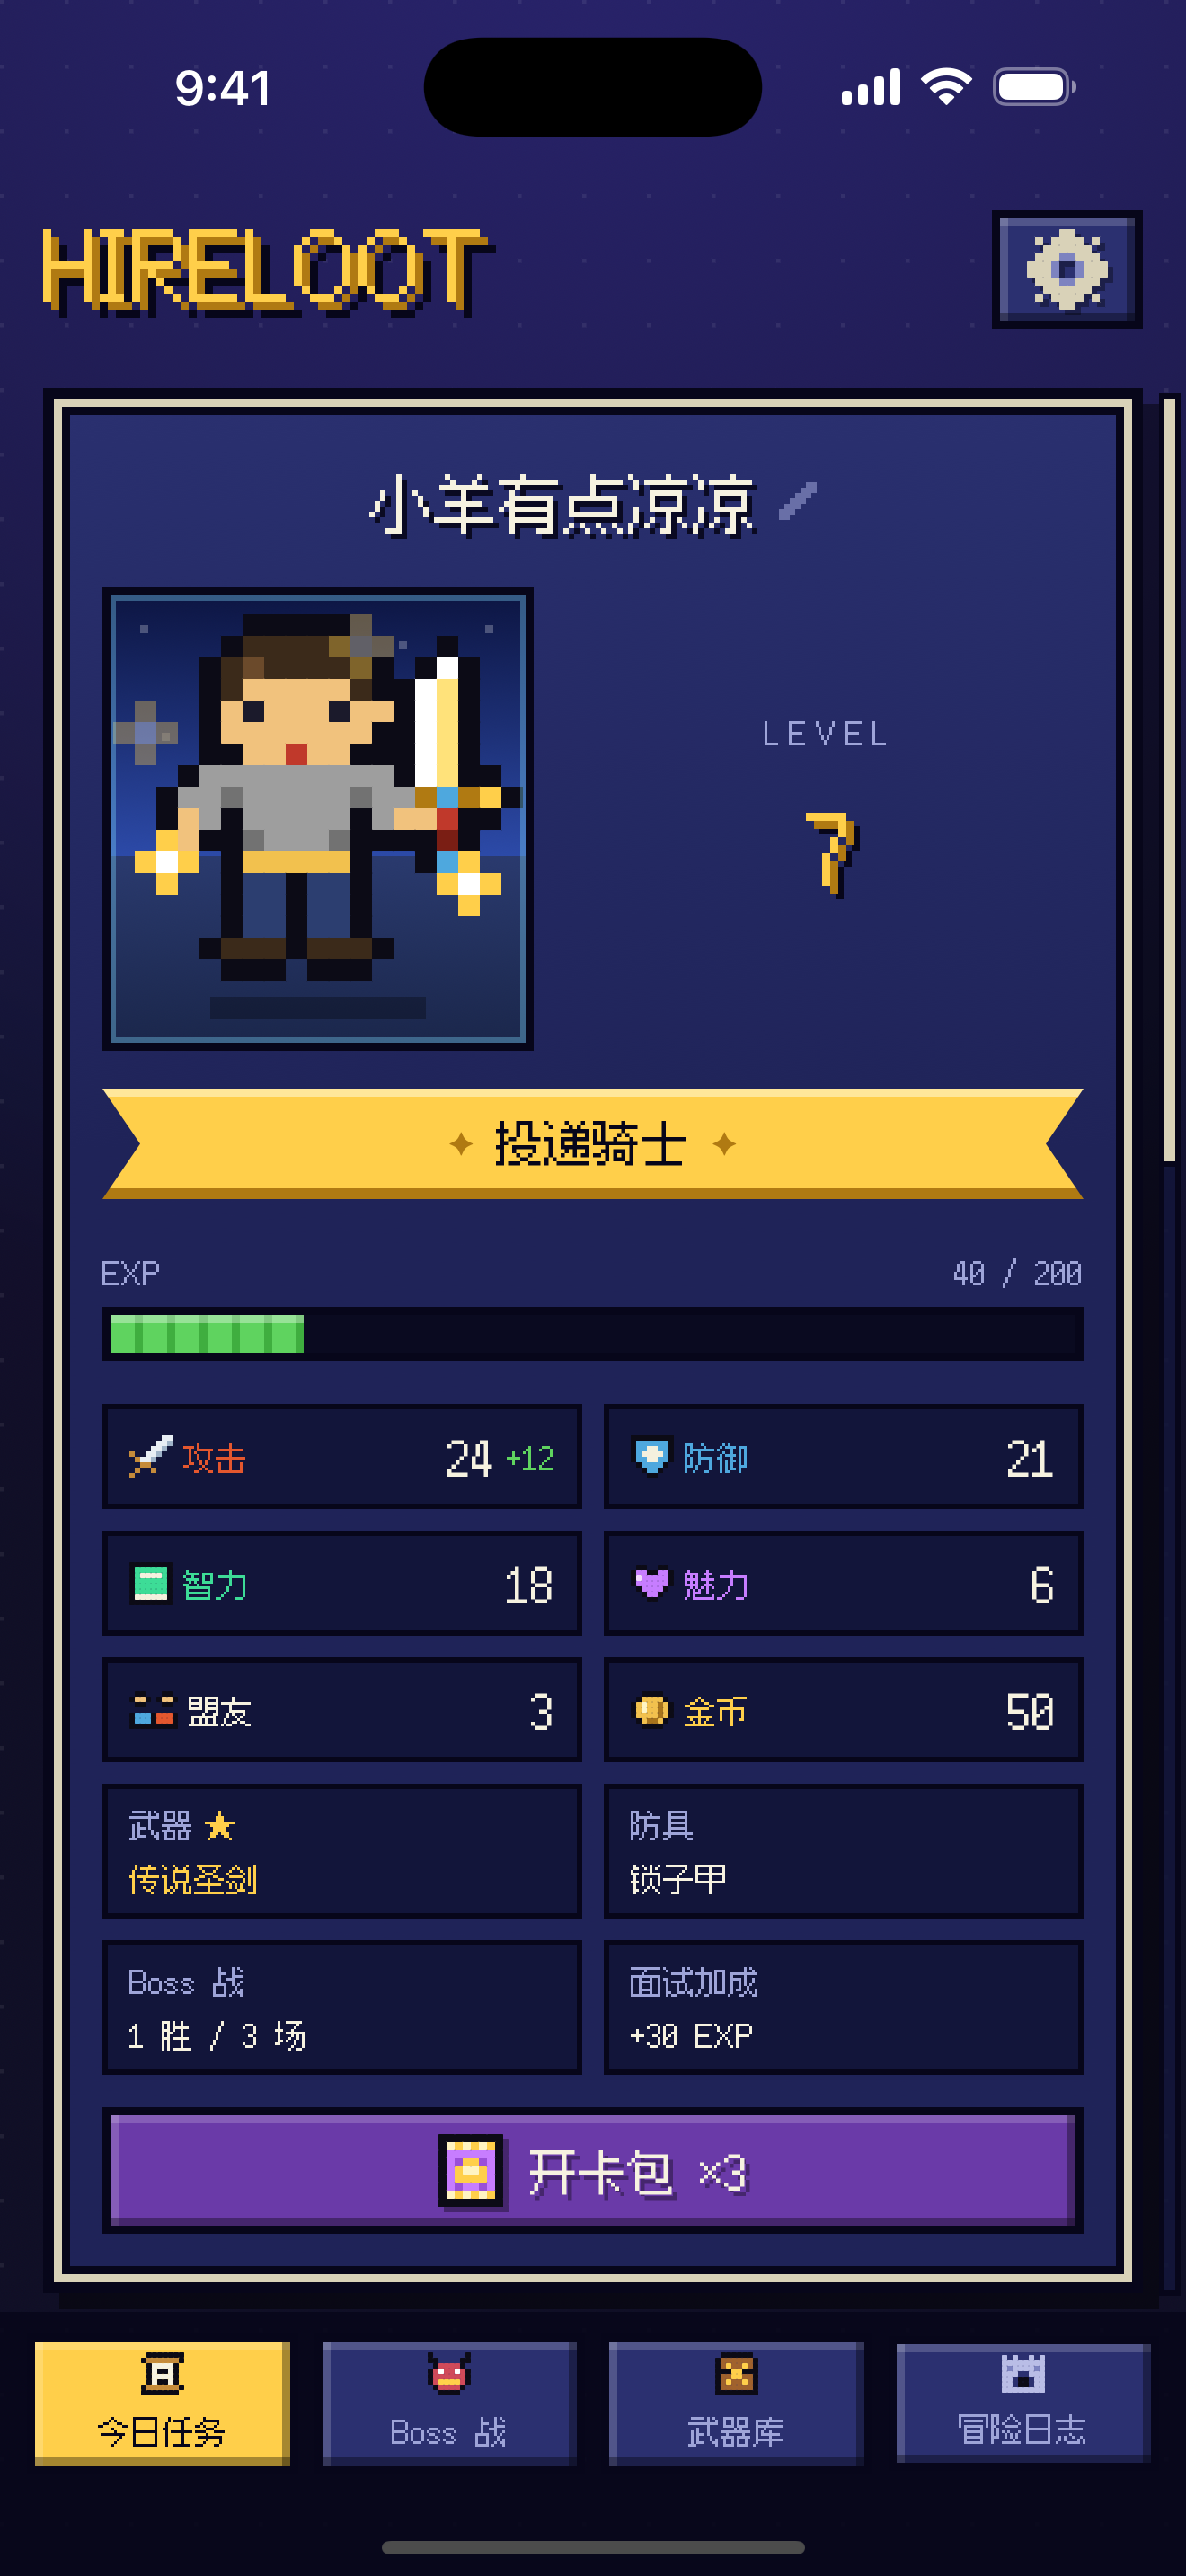 9:41
HIRELOOT
小羊有点凉凉
LEVEL
7
投递骑士
EXP 40 / 200
攻击 24 +12
防御 21
智力 18
魅力 6
盟友 3
金币 50
武器
传说圣剑
防具
锁子甲
Boss 战
1 胜 / 3 场
面试加成
+30 EXP
开卡包 ×3
今日任务
Boss 战
武器库
冒险日志